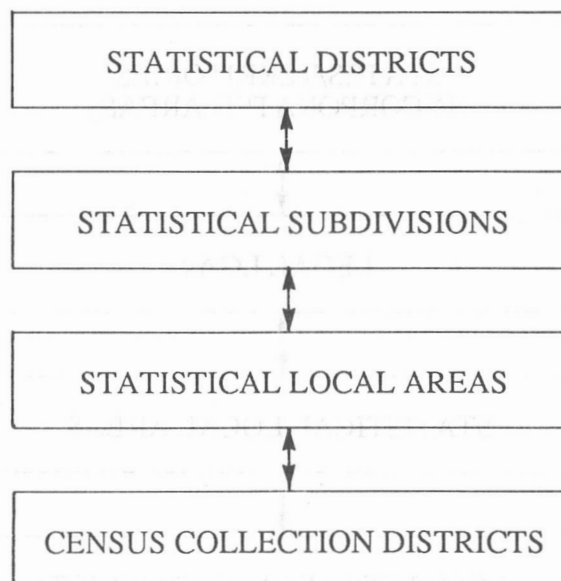 STATISTICAL DISTRICTS
STATISTICAL SUBDIVISIONS
STATISTICAL LOCAL AREAS
CENSUS COLLECTION DISTRICTS